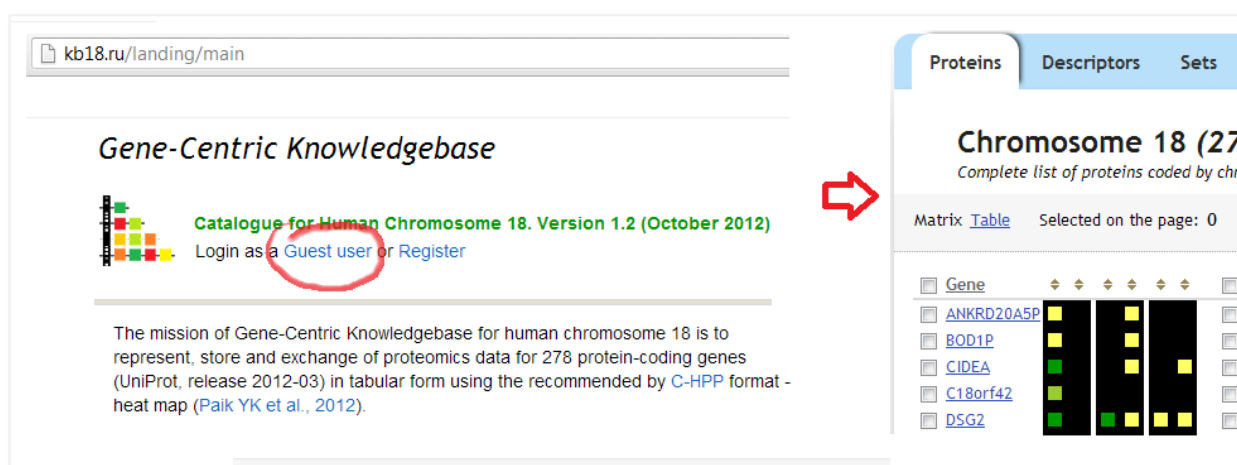 kb18.ru/landing/main
Gene-Centric Knowledgebase
Catalogue for Human Chromosome 18. Version 1.2 (October 2012)
Login as a Guest user or Register
The mission of Gene-Centric Knowledgebase for human chromosome 18 is to
represent, store and exchange of proteomics data for 278 protein-coding genes
(UniProt, release 2012-03) in tabular form using the recommended by C-HPP format -
heat map (Paik YK et al., 2012).
Proteins Descriptors Sets
Chromosome 18 (27
Complete list of proteins coded by chr
Matrix Table Selected on the page: 0
Gene
ANKRD20A5P
BOD1P
CIDEA
C18orf42
DSG2